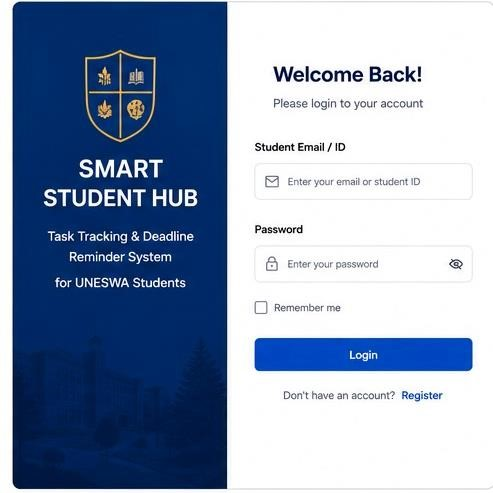 SMART
STUDENT HUB
Task Tracking & Deadline
Reminder System
for UNESWA Students
Welcome Back!
Please login to your account
Student Email / ID
Enter your email or student ID
Password
Enter your password
Remember me
Login
Don't have an account? Register